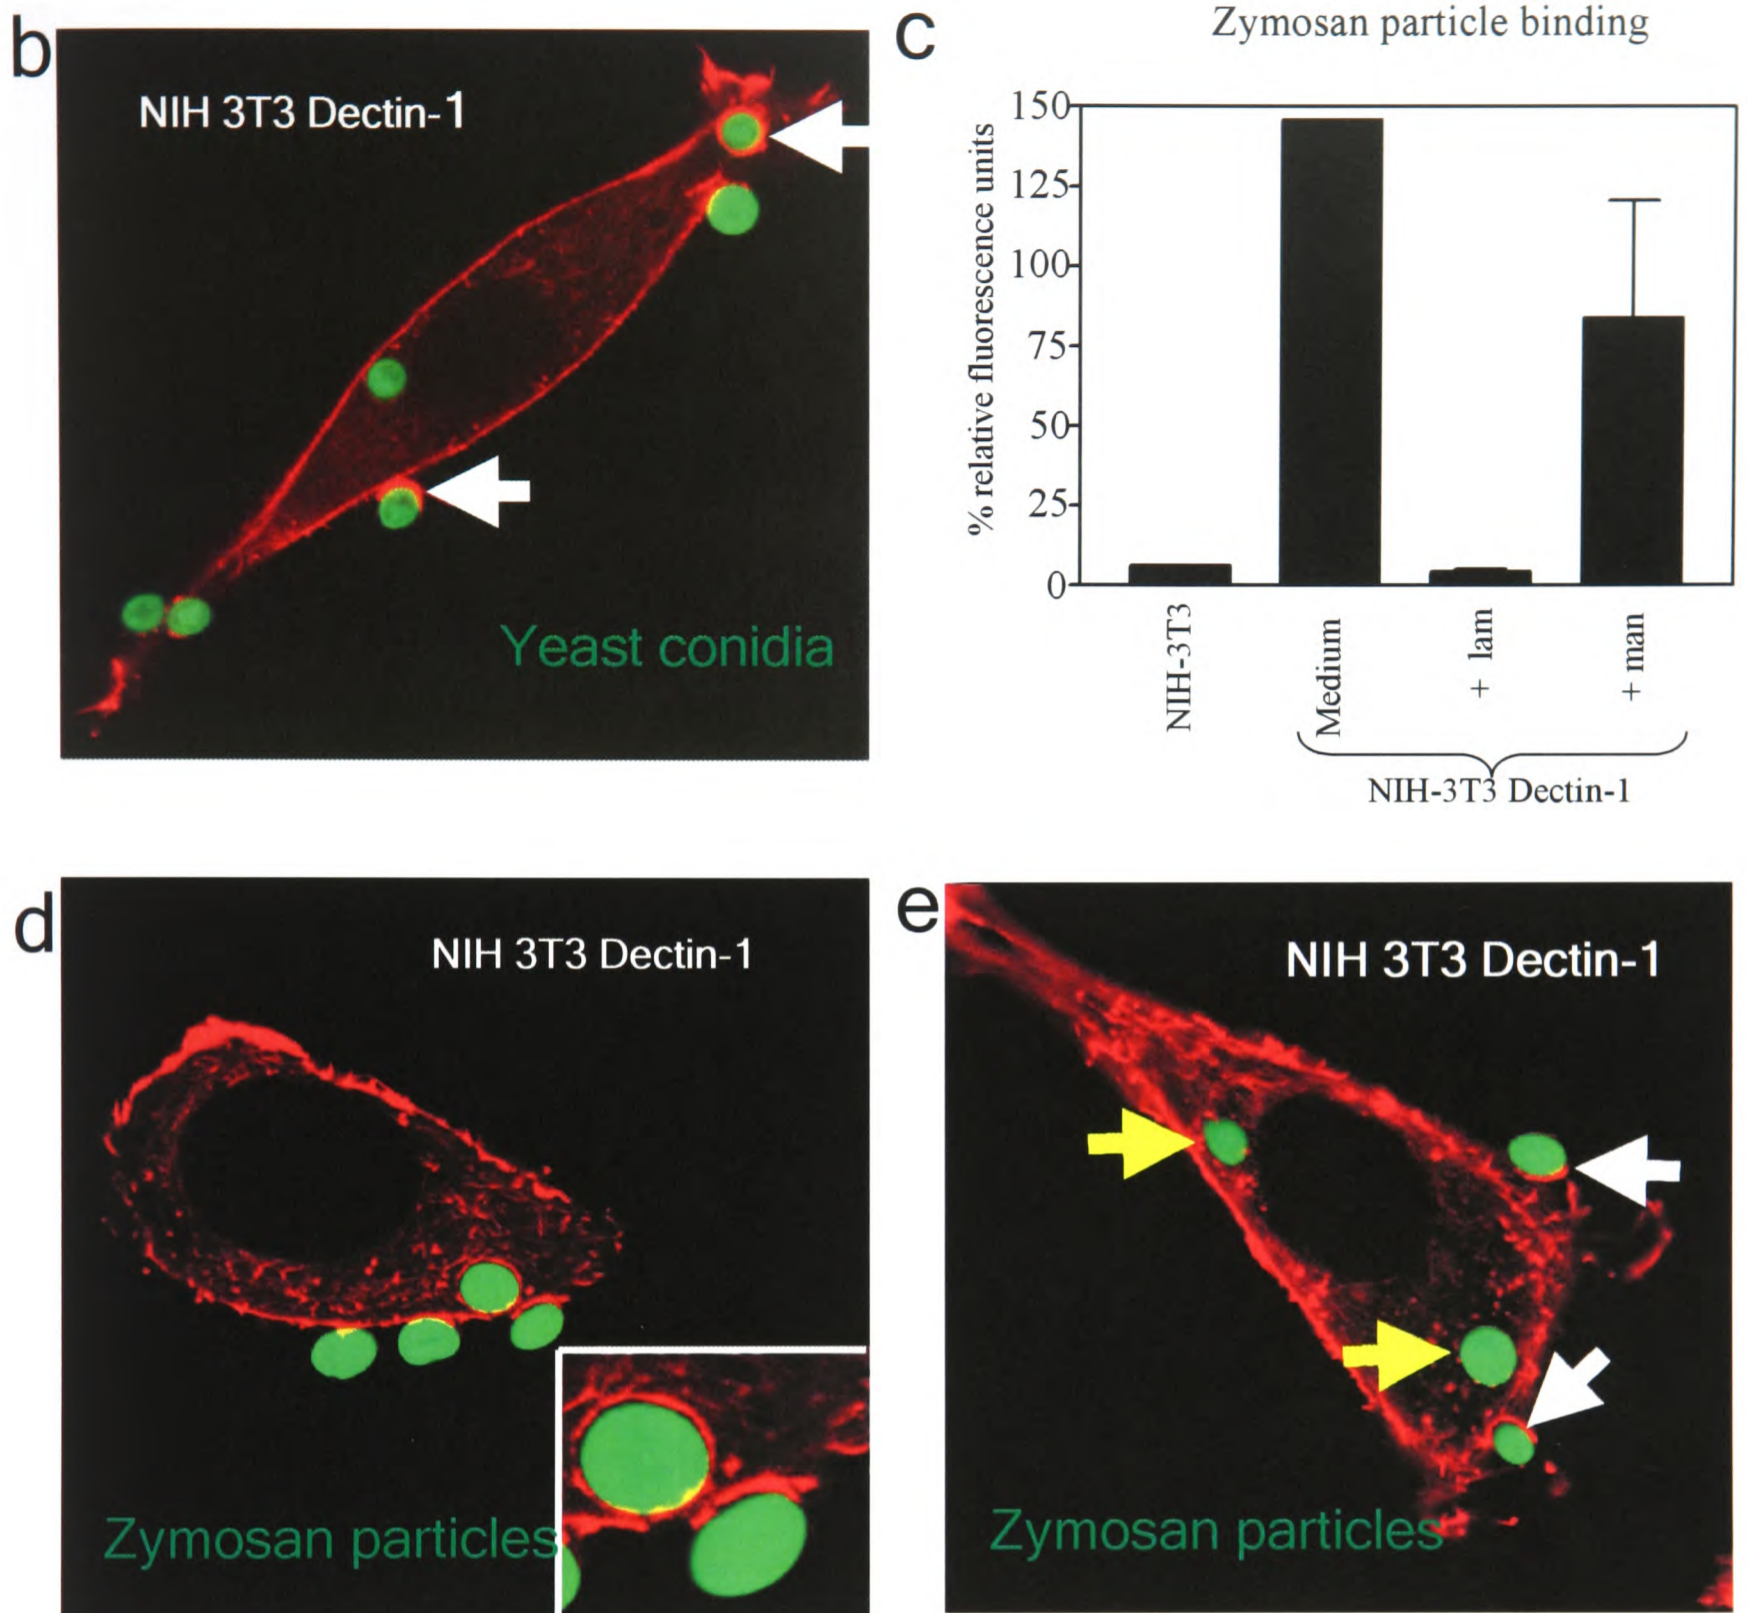 b
NIH 3T3 Dectin-1
Yeast conidia
c
Zymosan particle binding
% relative fluorescence units
150
125
100
75
50
25
0
NIH-3T3
Medium
+ lam
+ man
NIH-3T3 Dectin-1
d
NIH 3T3 Dectin-1
Zymosan particles
e
NIH 3T3 Dectin-1
Zymosan particles